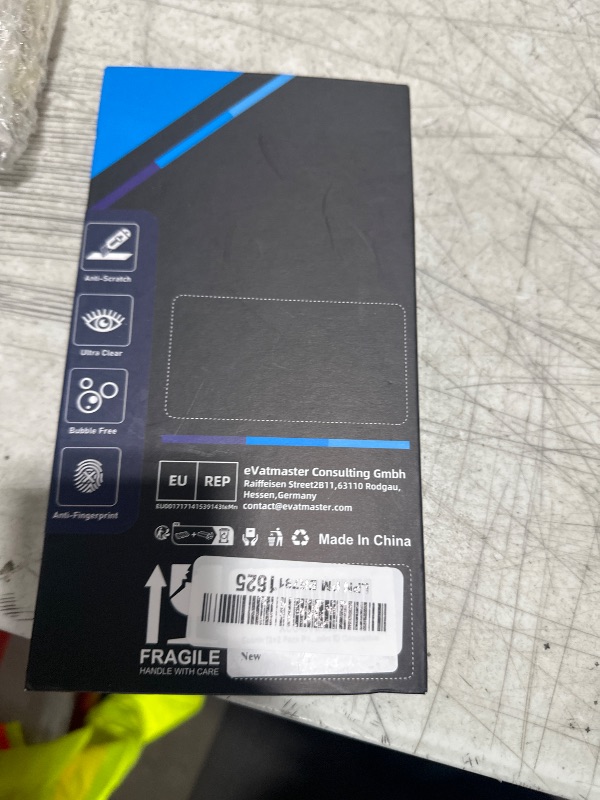 Anti-Scratch
Ultra Clear
Bubble Free
Anti-Fingerprint
EU REP
eVatmaster Consulting Gmbh
Raiffeisen Street2B11,63110 Rodgau,
Hessen,Germany
contact@evatmaster.com
Made In China
FRAGILE
HANDLE WITH CARE
New